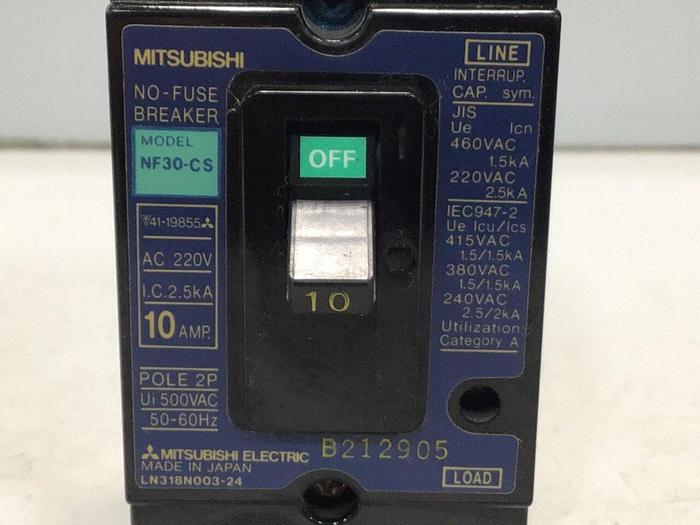 MITSUBISHI
NO-FUSE
BREAKER
MODEL
NF30-CS
41-19855
AC 220V
I.C.2.5kA
10 AMP.
POLE 2P
Ui 500VAC
50-60Hz
MITSUBISHI ELECTRIC
MADE IN JAPAN
LN318N003-24
OFF
10
B212905
LINE
INTERRUP.
CAP. sym.
JIS
Ue Icn
460VAC
1.5kA
220VAC
2.5kA
IEC947-2
Ue Icu/Ics
415VAC
1.5/1.5kA
380VAC
1.5/1.5kA
240VAC
2.5/2kA
Utilization
Category A
LOAD